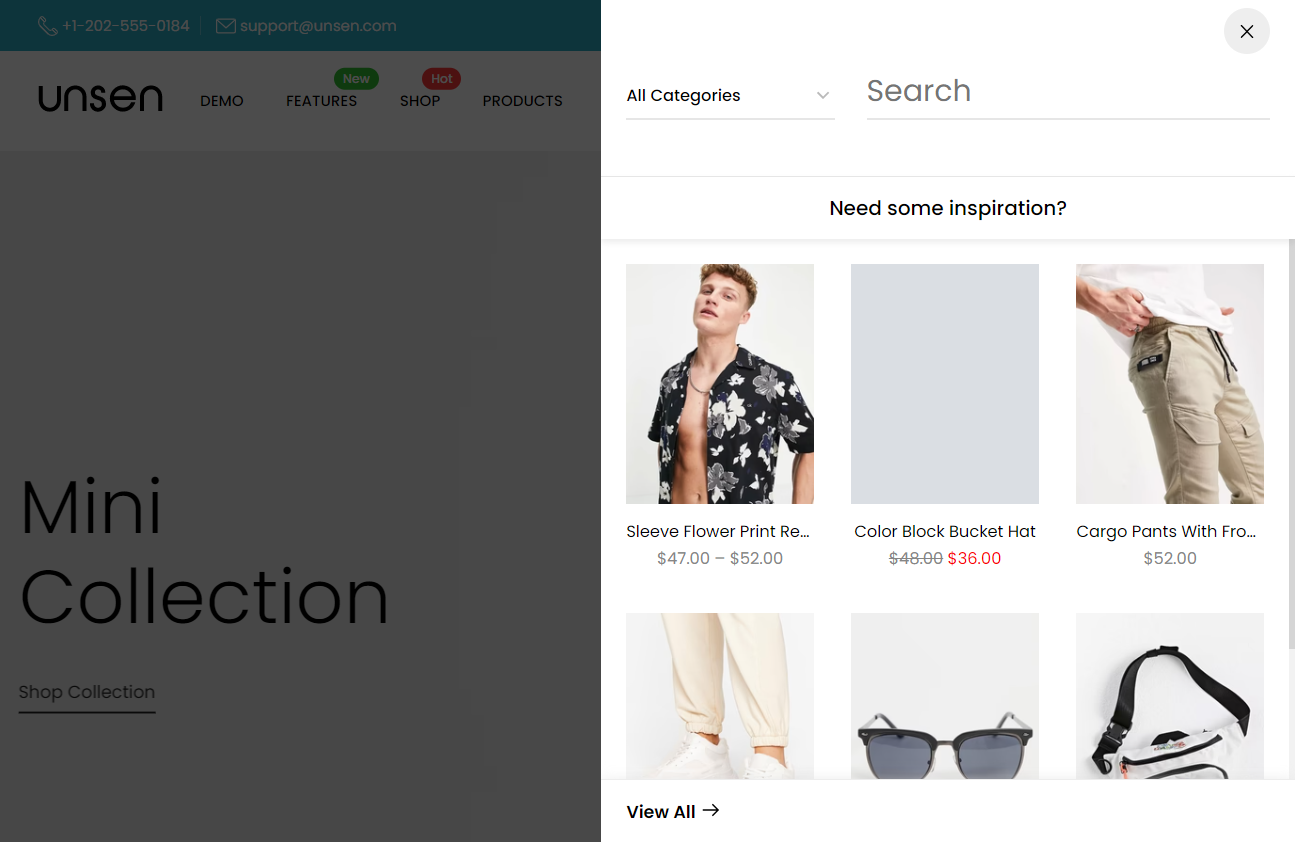 +1-202-555-0184
support@unsen.com
unsen
DEMO
FEATURES
New
SHOP
Hot
PRODUCTS
Mini
Collection
Shop Collection
All Categories
Search
Need some inspiration?
Sleeve Flower Print Re...
$47.00 – $52.00
Color Block Bucket Hat
$48.00 $36.00
Cargo Pants With Fro...
$52.00
View All